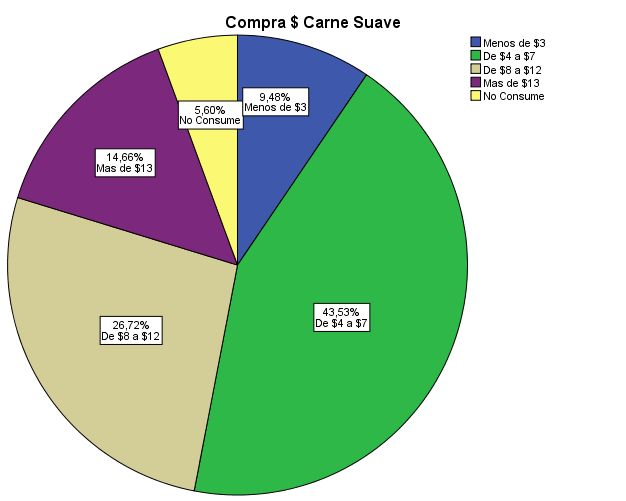 Compra $ Carne Suave
Menos de $3
De $4 a $7
De $8 a $12
Mas de $13
No Consume
9,48%
Menos de $3
5,60%
No Consume
14,66%
Mas de $13
43,53%
De $4 a $7
26,72%
De $8 a $12